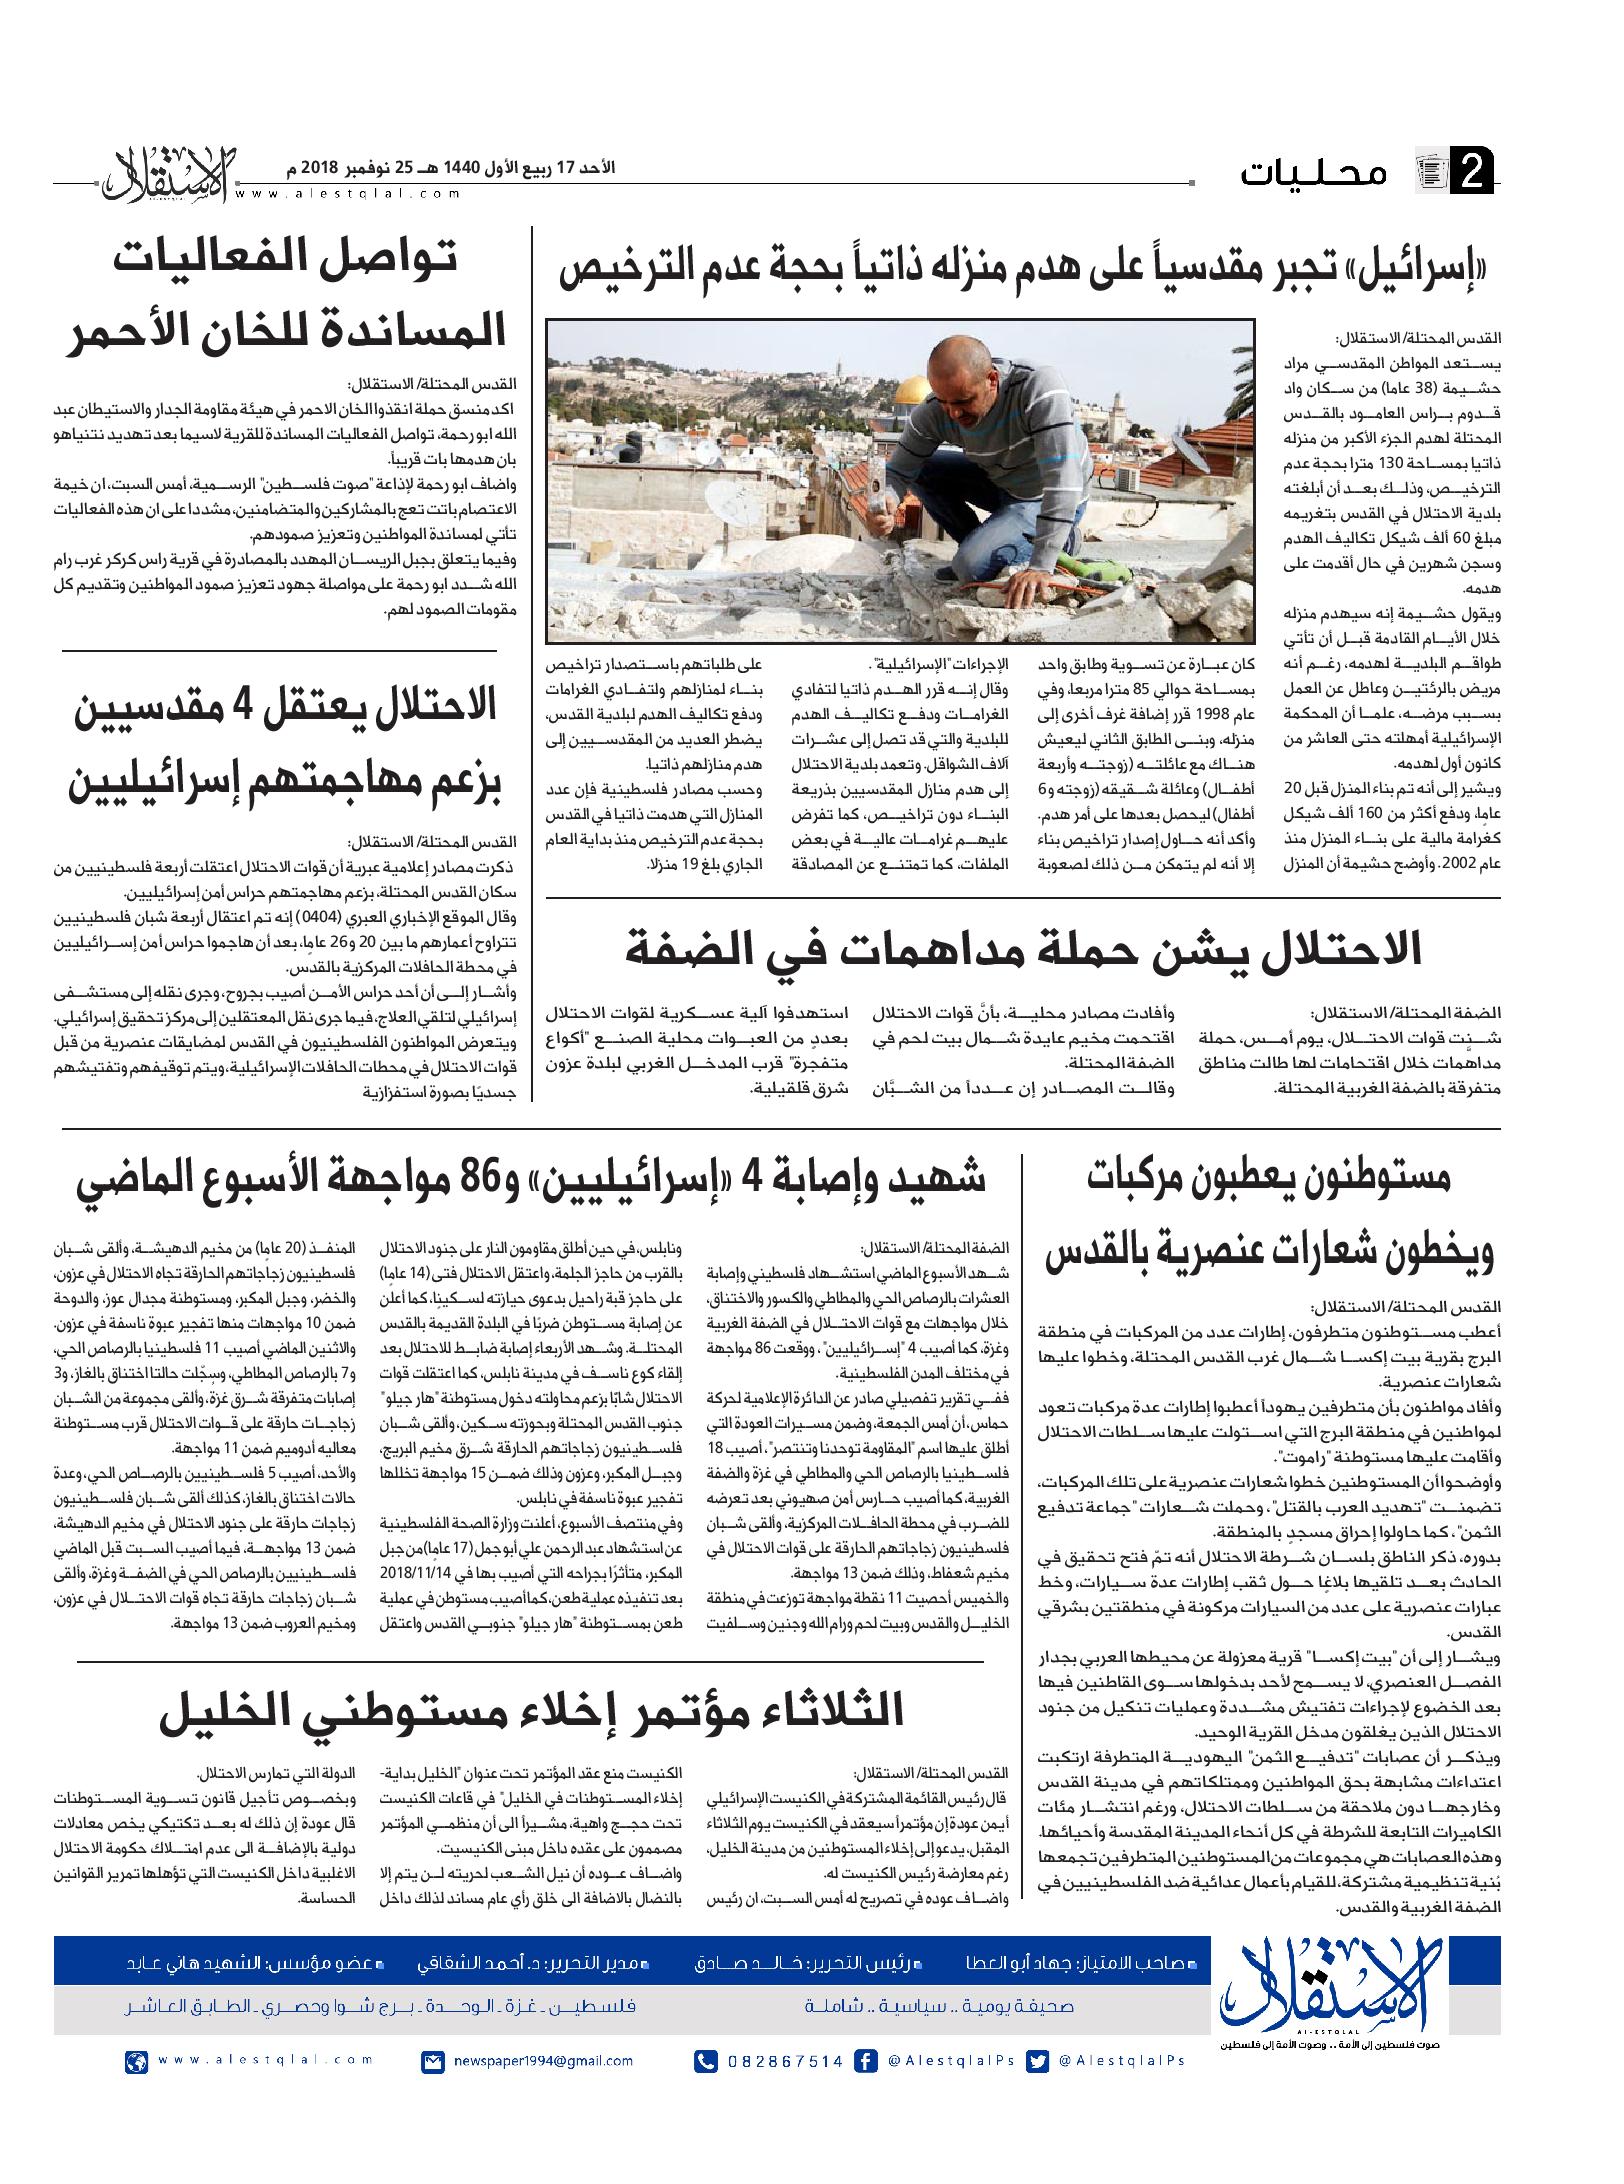 2
محليات
الأحد 17 ربيع الأول 1440 هـ 25 نوفمبر 2018 م
الاستقلال
AL-ESTQLAL
www.alestqlal.com
«إسرائيل» تجبر مقدسياً على هدم منزله ذاتياً بحجة عدم الترخيص
القدس المحتلة/ الاستقلال:
يستعد المواطن المقدسي مراد
حشيمة (38 عاما) من سكان واد
قدوم براس العامود بالقدس
المحتلة لهدم الجزء الأكبر من منزله
ذاتيا بمساحة 130 مترا بحجة عدم
الترخيص، وذلك بعد أن أبلغته
بلدية الاحتلال في القدس بتغريمه
مبلغ 60 ألف شيكل تكاليف الهدم
وسجن شهرين في حال أقدمت على
هدمه.
ويقول حشيمة إنه سيهدم منزله
خلال الأيام القادمة قبل أن تأتي
طواقم البلدية لهدمه، رغم أنه
مريض بالرئتين وعاطل عن العمل
بسبب مرضه، علما أن المحكمة
الإسرائيلية أمهلته حتى العاشر من
كانون أول لهدمه.
ويشير إلى أنه تم بناء المنزل قبل 20
عاما، ودفع أكثر من 160 ألف شيكل
كغرامة مالية على بناء المنزل منذ
عام 2002. وأوضح حشيمة أن المنزل
كان عبارة عن تسوية وطابق واحد
بمساحة حوالي 85 مترا مربعا، وفي
عام 1998 قرر إضافة غرف أخرى إلى
منزله، وبنى الطابق الثاني ليعيش
هناك مع عائلته (زوجته وأربعة
أطفال) وعائلة شقيقه (زوجته و6
أطفال) ليحصل بعدها على أمر هدم.
وأكد أنه حاول إصدار تراخيص بناء
إلا أنه لم يتمكن من ذلك لصعوبة
الإجراءات "الإسرائيلية".
وقال إنه قرر الهدم ذاتيا لتفادي
الغرامات ودفع تكاليف الهدم
للبلدية والتي قد تصل إلى عشرات
آلاف الشواقل. وتعمد بلدية الاحتلال
إلى هدم منازل المقدسيين بذريعة
البناء دون تراخيص، كما تفرض
عليهم غرامات عالية في بعض
الملفات، كما تمتنع عن المصادقة
على طلباتهم باستصدار تراخيص
بناء لمنازلهم ولتفادي الغرامات
ودفع تكاليف الهدم لبلدية القدس،
يضطر العديد من المقدسيين إلى
هدم منازلهم ذاتيا.
وحسب مصادر فلسطينية فإن عدد
المنازل التي هدمت ذاتيا في القدس
بحجة عدم الترخيص منذ بداية العام
الجاري بلغ 19 منزلا.
الاحتلال يشن حملة مداهمات في الضفة
الضفة المحتلة/ الاستقلال:
شنّت قوات الاحتلال، يوم أمس، حملة
مداهمات خلال اقتحامات لها طالت مناطق
متفرقة بالضفة الغربية المحتلة.
وأفادت مصادر محلية، بأنَّ قوات الاحتلال
اقتحمت مخيم عايدة شمال بيت لحم في
الضفة المحتلة.
وقالت المصادر إن عدداً من الشبَّان
استهدفوا آلية عسكرية لقوات الاحتلال
بعددٍ من العبوات محلية الصنع "أكواع
متفجرة" قرب المدخل الغربي لبلدة عزون
شرق قلقيلية.
تواصل الفعاليات
المساندة للخان الأحمر
القدس المحتلة/ الاستقلال:
اكد منسق حملة انقذوا الخان الاحمر في هيئة مقاومة الجدار والاستيطان عبد
الله ابو رحمة، تواصل الفعاليات المساندة للقرية لاسيما بعد تهديد نتنياهو
بان هدمها بات قريباً.
واضاف ابو رحمة لإذاعة "صوت فلسطين" الرسمية، أمس السبت، ان خيمة
الاعتصام باتت تعج بالمشاركين والمتضامنين، مشددا على ان هذه الفعاليات
تأتي لمساندة المواطنين وتعزيز صمودهم.
وفيما يتعلق بجبل الريسان المهدد بالمصادرة في قرية راس كركر غرب رام
الله شدد ابو رحمة على مواصلة جهود تعزيز صمود المواطنين وتقديم كل
مقومات الصمود لهم.
الاحتلال يعتقل 4 مقدسيين
بزعم مهاجمتهم إسرائيليين
القدس المحتلة/ الاستقلال:
ذكرت مصادر إعلامية عبرية أن قوات الاحتلال اعتقلت أربعة فلسطينيين من
سكان القدس المحتلة، بزعم مهاجمتهم حراس أمن إسرائيليين.
وقال الموقع الإخباري العبري (0404) إنه تم اعتقال أربعة شبان فلسطينيين
تتراوح أعمارهم ما بين 20 و26 عاما، بعد أن هاجموا حراس أمن إسرائيليين
في محطة الحافلات المركزية بالقدس.
وأشار إلى أن أحد حراس الأمن أصيب بجروح، وجرى نقله إلى مستشفى
إسرائيلي لتلقي العلاج، فيما جرى نقل المعتقلين إلى مركز تحقيق إسرائيلي.
ويتعرض المواطنون الفلسطينيون في القدس لمضايقات عنصرية من قبل
قوات الاحتلال في محطات الحافلات الإسرائيلية، ويتم توقيفهم وتفتيشهم
جسديًا بصورة استفزازية
مستوطنون يعطبون مركبات
ويخطون شعارات عنصرية بالقدس
القدس المحتلة/ الاستقلال:
أعطب مستوطنون متطرفون، إطارات عدد من المركبات في منطقة
البرج بقرية بيت إكسا شمال غرب القدس المحتلة، وخطوا عليها
شعارات عنصرية.
وأفاد مواطنون بأن متطرفين يهوداً أعطبوا إطارات عدة مركبات تعود
لمواطنين في منطقة البرج التي استولت عليها سلطات الاحتلال
وأقامت عليها مستوطنة "راموت".
وأوضحوا أن المستوطنين خطوا شعارات عنصرية على تلك المركبات،
تضمنت "تهديد العرب بالقتل"، وحملت شعارات "جماعة تدفيع
الثمن"، كما حاولوا إحراق مسجدٍ بالمنطقة.
بدوره، ذكر الناطق بلسان شرطة الاحتلال أنه تمّ فتح تحقيق في
الحادث بعد تلقيها بلاغا حول ثقب إطارات عدة سيارات، وخط
عبارات عنصرية على عدد من السيارات مركونة في منطقتين بشرقي
القدس.
ويشار إلى أن "بيت إكسا" قرية معزولة عن محيطها العربي بجدار
الفصل العنصري، لا يسمح لأحد بدخولها سوى القاطنين فيها
بعد الخضوع لإجراءات تفتيش مشددة وعمليات تنكيل من جنود
الاحتلال الذين يغلقون مدخل القرية الوحيد.
ويذكر أن عصابات "تدفيع الثمن" اليهودية المتطرفة ارتكبت
اعتداءات مشابهة بحق المواطنين وممتلكاتهم في مدينة القدس
وخارجها دون ملاحقة من سلطات الاحتلال، ورغم انتشار مئات
الكاميرات التابعة للشرطة في كل أنحاء المدينة المقدسة وأحيائها.
وهذه العصابات هي مجموعات من المستوطنين المتطرفين تجمعها
بُنية تنظيمية مشتركة، للقيام بأعمال عدائية ضد الفلسطينيين في
الضفة الغربية والقدس.
شهيد وإصابة 4 «إسرائيليين» و86 مواجهة الأسبوع الماضي
الضفة المحتلة/ الاستقلال:
شهد الأسبوع الماضي استشهاد فلسطيني وإصابة
العشرات بالرصاص الحي والمطاطي والكسور والاختناق،
خلال مواجهات مع قوات الاحتلال في الضفة الغربية
وغزة، كما أصيب 4 "إسرائيليين"، ووقعت 86 مواجهة
في مختلف المدن الفلسطينية.
ففي تقرير تفصيلي صادر عن الدائرة الإعلامية لحركة
حماس، أن أمس الجمعة، وضمن مسيرات العودة التي
أطلق عليها اسم "المقاومة توحدنا وتنتصر"، أصيب 18
فلسطينيا بالرصاص الحي والمطاطي في غزة والضفة
الغربية، كما أصيب حارس أمن صهيوني بعد تعرضه
للضرب في محطة الحافلات المركزية، وألقى شبان
فلسطينيون زجاجاتهم الحارقة على قوات الاحتلال في
مخيم شعفاط، وذلك ضمن 13 مواجهة.
والخميس أحصيت 11 نقطة مواجهة توزعت في منطقة
الخليل والقدس وبيت لحم ورام الله وجنين وسلفيت
ونابلس، في حين أطلق مقاومون النار على جنود الاحتلال
بالقرب من حاجز الجلمة، واعتقل الاحتلال فتى (14 عاما)
على حاجز قبة راحيل بدعوى حيازته لسكينا، كما أعلن
عن إصابة مستوطن ضربًا في البلدة القديمة بالقدس
المحتلة. وشهد الأربعاء إصابة ضابط للاحتلال بعد
إلقاء كوع ناسف في مدينة نابلس، كما اعتقلت قوات
الاحتلال شابًا بزعم محاولته دخول مستوطنة "هار جيلو"
جنوب القدس المحتلة وبحوزته سكين، وألقى شبان
فلسطينيون زجاجاتهم الحارقة شرق مخيم البريج،
وجبل المكبر، وعزون وذلك ضمن 15 مواجهة تخللها
تفجير عبوة ناسفة في نابلس.
وفي منتصف الأسبوع، أعلنت وزارة الصحة الفلسطينية
عن استشهاد عبد الرحمن علي أبو جمل (17 عاما) من جبل
المكبر، متأثرًا بجراحه التي أصيب بها في 2018/11/14
بعد تنفيذه عملية طعن، كما أصيب مستوطن في عملية
طعن بمستوطنة "هار جيلو" جنوبي القدس واعتقل
المنفذ (20 عاما) من مخيم الدهيشة، وألقى شبان
فلسطينيون زجاجاتهم الحارقة تجاه الاحتلال في عزون،
والخضر، وجبل المكبر، ومستوطنة مجدال عوز، والدوحة
ضمن 10 مواجهات منها تفجير عبوة ناسفة في عزون.
والاثنين الماضي أصيب 11 فلسطينيا بالرصاص الحي،
و7 بالرصاص المطاطي، وسجّلت حالتا اختناق بالغاز، و3
إصابات متفرقة شرق غزة، وألقى مجموعة من الشبان
زجاجات حارقة على قوات الاحتلال قرب مستوطنة
معاليه أدوميم ضمن 11 مواجهة.
والأحد، أصيب 5 فلسطينيين بالرصاص الحي، وعدة
حالات اختناق بالغاز، كذلك ألقى شبان فلسطينيون
زجاجات حارقة على جنود الاحتلال في مخيم الدهيشة،
ضمن 13 مواجهة، فيما أصيب السبت قبل الماضي
فلسطينيين بالرصاص الحي في الضفة وغزة، وألقى
شبان زجاجات حارقة تجاه قوات الاحتلال في عزون،
ومخيم العروب ضمن 13 مواجهة.
الثلاثاء مؤتمر إخلاء مستوطني الخليل
القدس المحتلة/ الاستقلال:
قال رئيس القائمة المشتركة في الكنيست الإسرائيلي
أيمن عودة إن مؤتمراً سيعقد في الكنيست يوم الثلاثاء
المقبل، يدعو إلى إخلاء المستوطنين من مدينة الخليل،
رغم معارضة رئيس الكنيست له.
واضاف عوده في تصريح له أمس السبت، ان رئيس
الكنيست منع عقد المؤتمر تحت عنوان "الخليل بداية-
إخلاء المستوطنات في الخليل" في قاعات الكنيست
تحت حجج واهية، مشيراً الى أن منظمي المؤتمر
مصممون على عقده داخل مبنى الكنيسيت.
واضاف عوده أن نيل الشعب لحريته لن يتم إلا
بالنضال بالاضافة الى خلق رأي عام مساند لذلك داخل
الدولة التي تمارس الاحتلال.
وبخصوص تأجيل قانون تسوية المستوطنات
قال عودة إن ذلك له بعد تكتيكي يخص معادلات
دولية بالإضافة الى عدم امتلاك حكومة الاحتلال
الاغلبية داخل الكنيست التي تؤهلها تمرير القوانين
الحساسة.
الاستقلال
Al-ESTQLAL
صوت فلسطين إلى الأمة .. وصوت الأمة إلى فلسطين
صاحب الامتياز: جهاد أبو العطا
رئيس التحرير: خالد صادق
مدير التحرير: د. أحمد الشقاقي
عضو مؤسس: الشهيد هاني عابد
صحيفة يومية .. سياسية .. شاملة
فلسطين - غزة - الوحدة - برج شوا وحصري - الطابق العاشر
www.alestqlal.com
newspaper1994@gmail.com
082867514
@AlestqlalPs
@AlestqlalPs